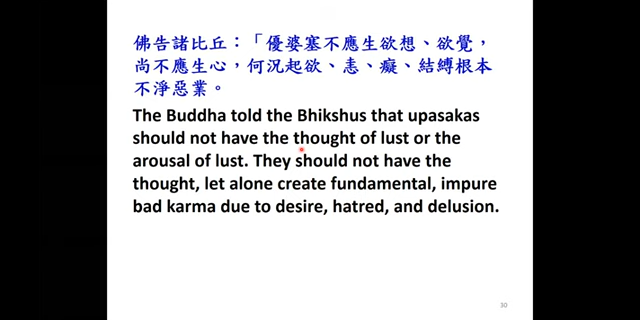 佛告諸比丘：「優婆塞不應生欲想、欲覺，
尚不應生心，何況起欲、恚、癡、結縛根本
不淨惡業。
The Buddha told the Bhikshus that upasakas
should not have the thought of lust or the
arousal of lust. They should not have the
thought, let alone create fundamental, impure
bad karma due to desire, hatred, and delusion.
30